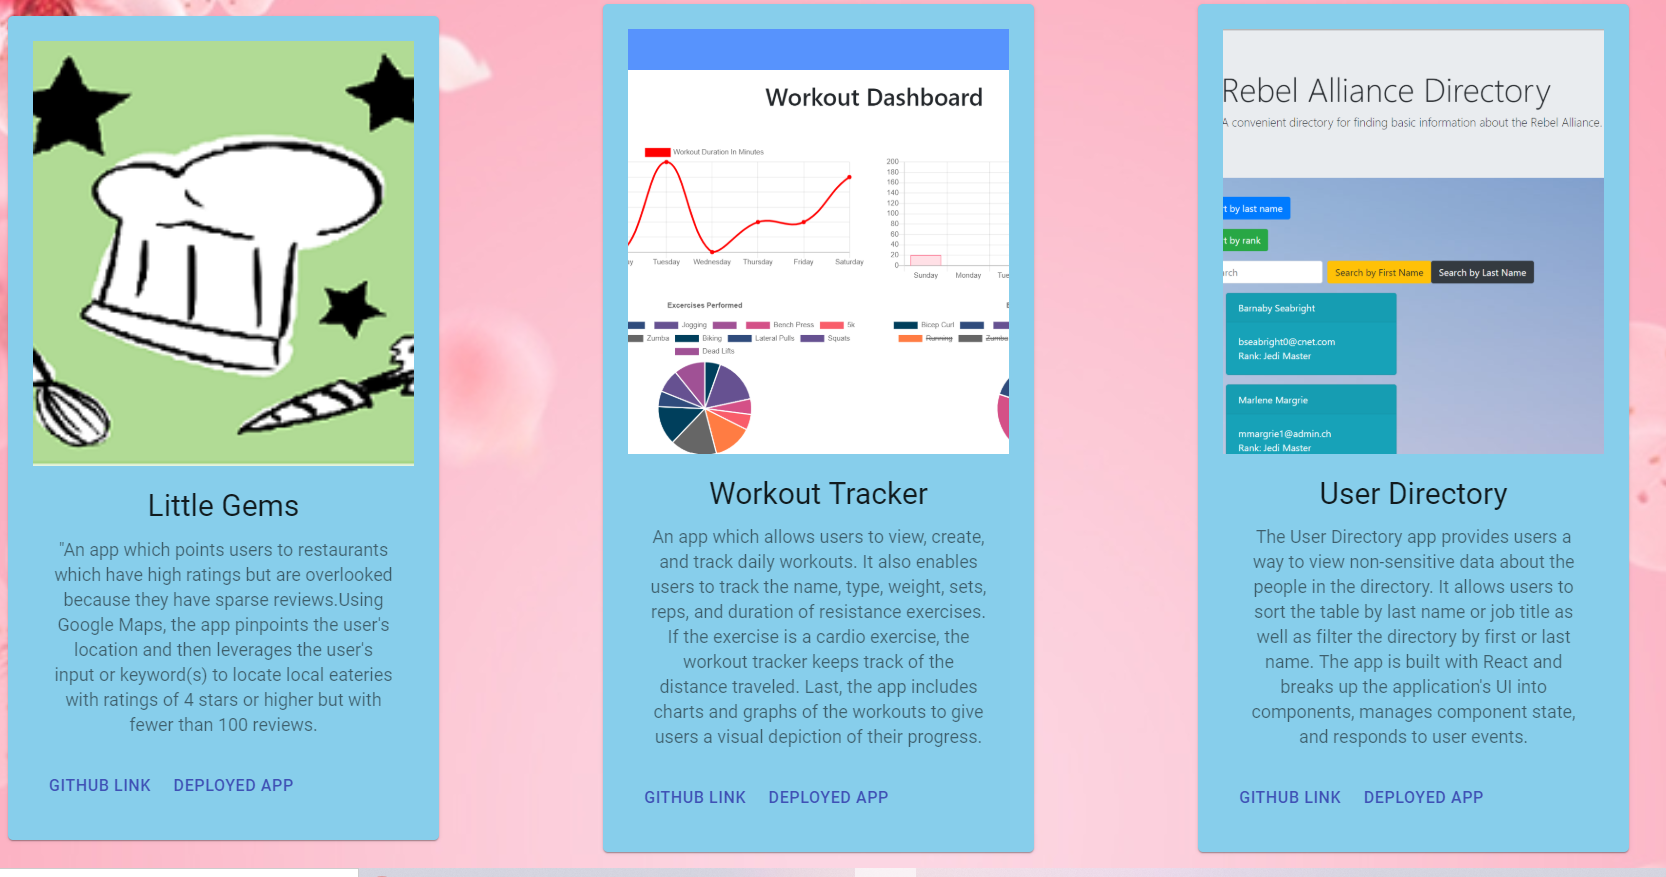 Little Gems
"An app which points users to restaurants
which have high ratings but are overlooked
because they have sparse reviews.Using
Google Maps, the app pinpoints the user's
location and then leverages the user's
input or keyword(s) to locate local eateries
with ratings of 4 stars or higher but with
fewer than 100 reviews.
GITHUB LINK DEPLOYED APP
Workout Dashboard
Workout Duration In Minutes
Tuesday Wednesday Thursday Friday Saturday
200
180
160
140
120
100
80
60
40
20
0
Sunday Monday Tue
Excercises Performed
Jogging Bench Press 5k
Zumba Biking Lateral Pulls Squats
Dead Lifts
Bicep Curl
Running Zumba
Workout Tracker
An app which allows users to view, create,
and track daily workouts. It also enables
users to track the name, type, weight, sets,
reps, and duration of resistance exercises.
If the exercise is a cardio exercise, the
workout tracker keeps track of the
distance traveled. Last, the app includes
charts and graphs of the workouts to give
users a visual depiction of their progress.
GITHUB LINK DEPLOYED APP
Rebel Alliance Directory
A convenient directory for finding basic information about the Rebel Alliance.
t by last name
t by rank
rch Search by First Name Search by Last Name
Barnaby Seabright
bseabright0@cnet.com
Rank: Jedi Master
Marlene Margrie
mmargrie1@admin.ch
Rank: Jedi Master
User Directory
The User Directory app provides users a
way to view non-sensitive data about the
people in the directory. It allows users to
sort the table by last name or job title as
well as filter the directory by first or last
name. The app is built with React and
breaks up the application's UI into
components, manages component state,
and responds to user events.
GITHUB LINK DEPLOYED APP